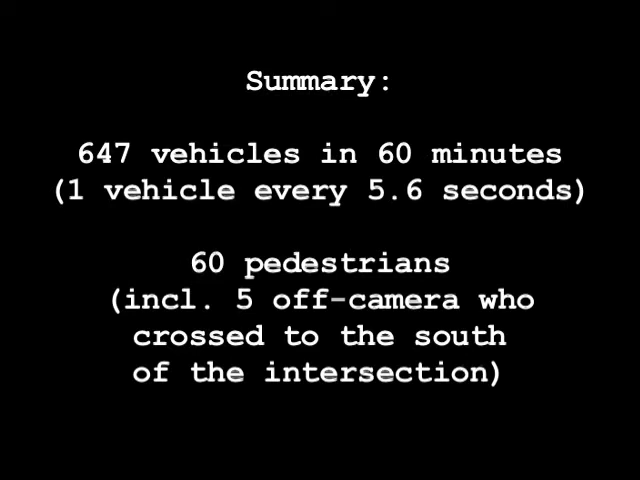 Summary:
647 vehicles in 60 minutes
(1 vehicle every 5.6 seconds)
60 pedestrians
(incl. 5 off-camera who
crossed to the south
of the intersection)